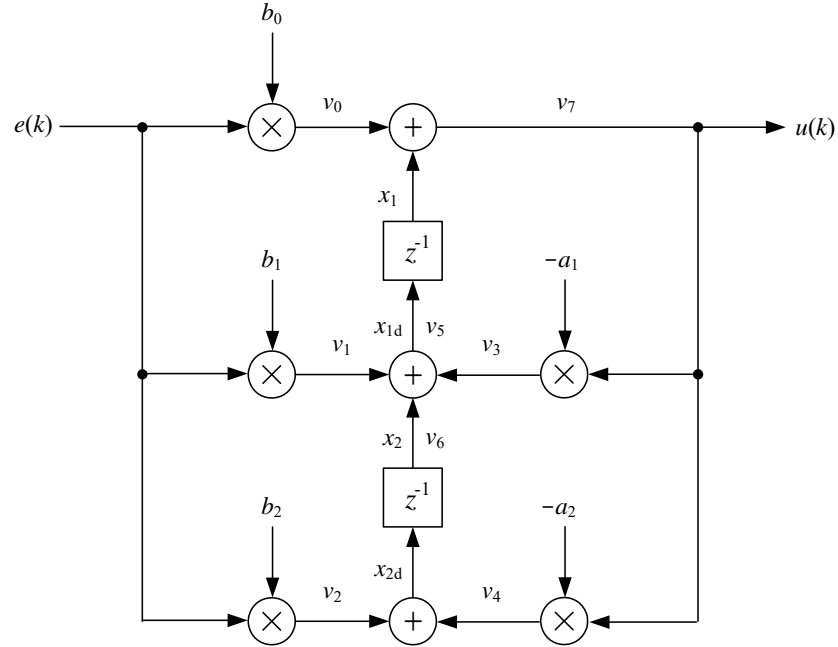 b₀
e(k) × v₀ + v₇ u(k)
x₁
z⁻¹
b₁ −a₁
x₁d v₅
v₁ v₃
× + ×
x₂ v₆
z⁻¹
b₂ −a₂
x₂d
v₂ v₄
× + ×